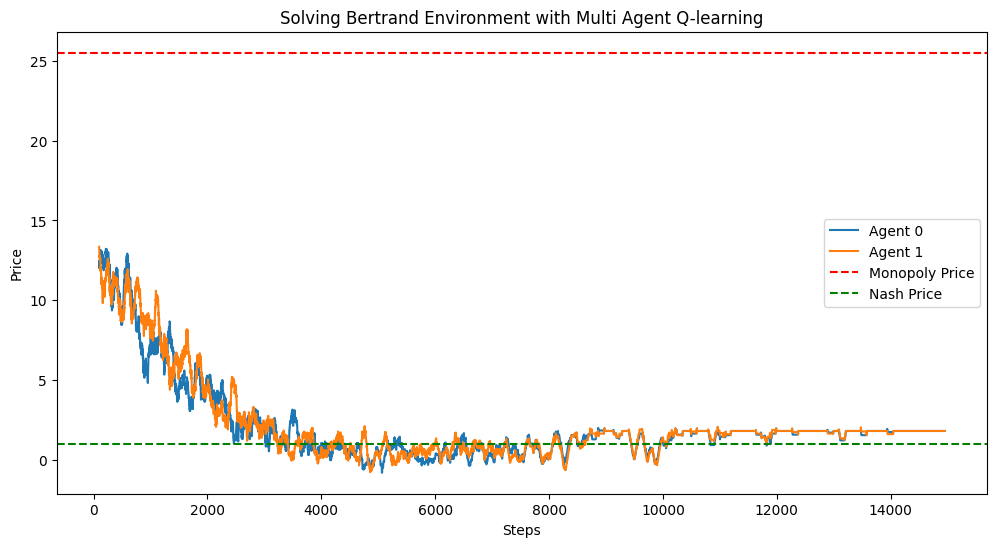 Solving Bertrand Environment with Multi Agent Q-learning
Price
25
20
15
10
5
0
Agent 0
Agent 1
Monopoly Price
Nash Price
0 2000 4000 6000 8000 10000 12000 14000
Steps